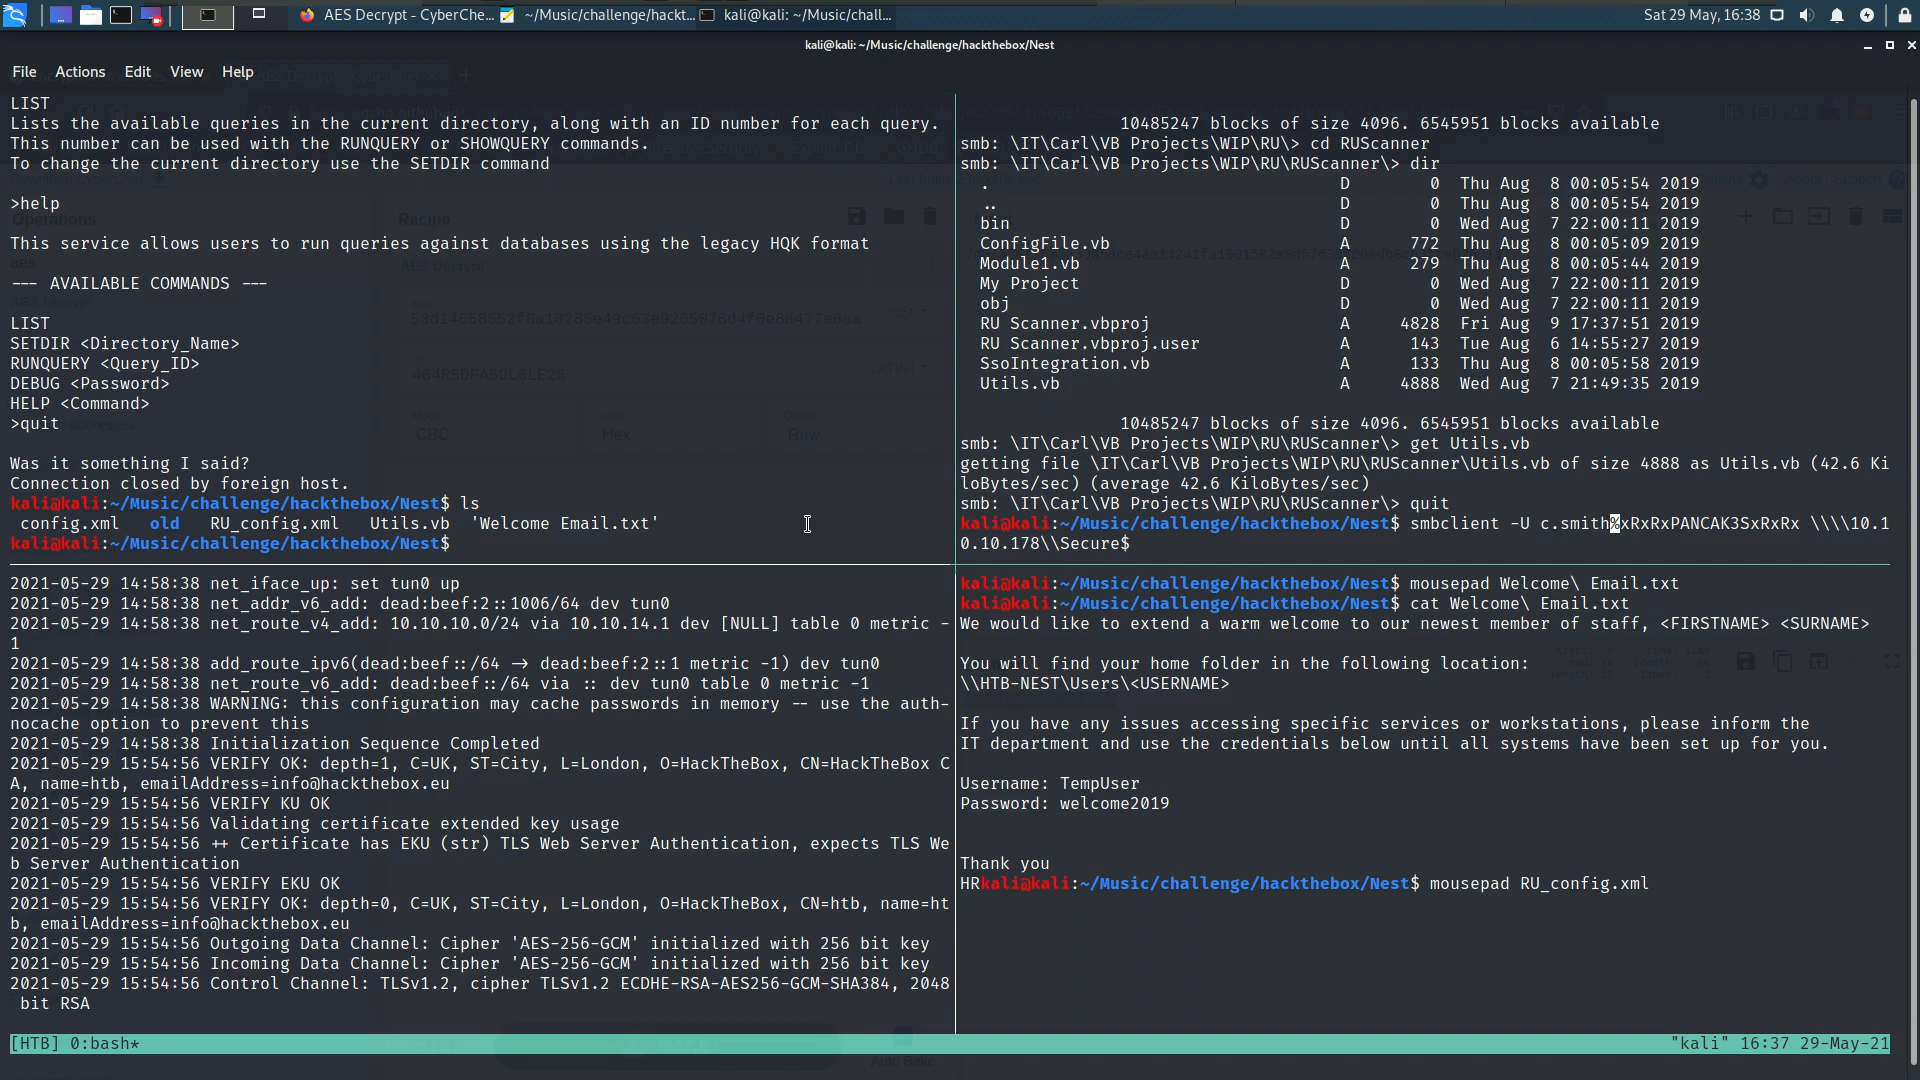 AES Decrypt - CyberChe...
~/Music/challenge/hackt...
kali@kali: ~/Music/chall...
Sat 29 May, 16:38
kali@kali: ~/Music/challenge/hackthebox/Nest
File Actions Edit View Help
LIST
Lists the available queries in the current directory, along with an ID number for each query.
This number can be used with the RUNQUERY or SHOWQUERY commands.
To change the current directory use the SETDIR command
>help
This service allows users to run queries against databases using the legacy HQK format
--- AVAILABLE COMMANDS ---
LIST
SETDIR <Directory_Name>
RUNQUERY <Query_ID>
DEBUG <Password>
HELP <Command>
>quit
Was it something I said?
Connection closed by foreign host.
kali@kali:~/Music/challenge/hackthebox/Nest$ ls
config.xml old RU_config.xml Utils.vb 'Welcome Email.txt'
kali@kali:~/Music/challenge/hackthebox/Nest$
10485247 blocks of size 4096. 6545951 blocks available
smb: \IT\Carl\VB Projects\WIP\RU\> cd RUScanner
smb: \IT\Carl\VB Projects\WIP\RU\RUScanner\> dir
. D 0 Thu Aug 8 00:05:54 2019
.. D 0 Thu Aug 8 00:05:54 2019
bin D 0 Wed Aug 7 22:00:11 2019
ConfigFile.vb A 772 Thu Aug 8 00:05:09 2019
Module1.vb A 279 Thu Aug 8 00:05:44 2019
My Project D 0 Wed Aug 7 22:00:11 2019
obj D 0 Wed Aug 7 22:00:11 2019
RU Scanner.vbproj A 4828 Fri Aug 9 17:37:51 2019
RU Scanner.vbproj.user A 143 Tue Aug 6 14:55:27 2019
SsoIntegration.vb A 133 Thu Aug 8 00:05:58 2019
Utils.vb A 4888 Wed Aug 7 21:49:35 2019
10485247 blocks of size 4096. 6545951 blocks available
smb: \IT\Carl\VB Projects\WIP\RU\RUScanner\> get Utils.vb
getting file \IT\Carl\VB Projects\WIP\RU\RUScanner\Utils.vb of size 4888 as Utils.vb (42.6 Ki
loBytes/sec) (average 42.6 KiloBytes/sec)
smb: \IT\Carl\VB Projects\WIP\RU\RUScanner\> quit
kali@kali:~/Music/challenge/hackthebox/Nest$ smbclient -U c.smith%xRxRxPANCAK3SxRxRx \\\\10.1
0.10.178\\Secure$
2021-05-29 14:58:38 net_iface_up: set tun0 up
2021-05-29 14:58:38 net_addr_v6_add: dead:beef:2::1006/64 dev tun0
2021-05-29 14:58:38 net_route_v4_add: 10.10.10.0/24 via 10.10.14.1 dev [NULL] table 0 metric -
1
2021-05-29 14:58:38 add_route_ipv6(dead:beef::/64 -> dead:beef:2::1 metric -1) dev tun0
2021-05-29 14:58:38 net_route_v6_add: dead:beef::/64 via :: dev tun0 table 0 metric -1
2021-05-29 14:58:38 WARNING: this configuration may cache passwords in memory -- use the auth-
nocache option to prevent this
2021-05-29 14:58:38 Initialization Sequence Completed
2021-05-29 15:54:56 VERIFY OK: depth=1, C=UK, ST=City, L=London, O=HackTheBox, CN=HackTheBox C
A, name=htb, emailAddress=info@hackthebox.eu
2021-05-29 15:54:56 VERIFY KU OK
2021-05-29 15:54:56 Validating certificate extended key usage
2021-05-29 15:54:56 ++ Certificate has EKU (str) TLS Web Server Authentication, expects TLS We
b Server Authentication
2021-05-29 15:54:56 VERIFY EKU OK
2021-05-29 15:54:56 VERIFY OK: depth=0, C=UK, ST=City, L=London, O=HackTheBox, CN=htb, name=ht
b, emailAddress=info@hackthebox.eu
2021-05-29 15:54:56 Outgoing Data Channel: Cipher 'AES-256-GCM' initialized with 256 bit key
2021-05-29 15:54:56 Incoming Data Channel: Cipher 'AES-256-GCM' initialized with 256 bit key
2021-05-29 15:54:56 Control Channel: TLSv1.2, cipher TLSv1.2 ECDHE-RSA-AES256-GCM-SHA384, 2048
bit RSA
kali@kali:~/Music/challenge/hackthebox/Nest$ mousepad Welcome\ Email.txt
kali@kali:~/Music/challenge/hackthebox/Nest$ cat Welcome\ Email.txt
We would like to extend a warm welcome to our newest member of staff, <FIRSTNAME> <SURNAME>
You will find your home folder in the following location:
\\HTB-NEST\Users\<USERNAME>
If you have any issues accessing specific services or workstations, please inform the
IT department and use the credentials below until all systems have been set up for you.
Username: TempUser
Password: welcome2019
Thank you
HRkali@kali:~/Music/challenge/hackthebox/Nest$ mousepad RU_config.xml
[HTB] 0:bash*
"kali" 16:37 29-May-21